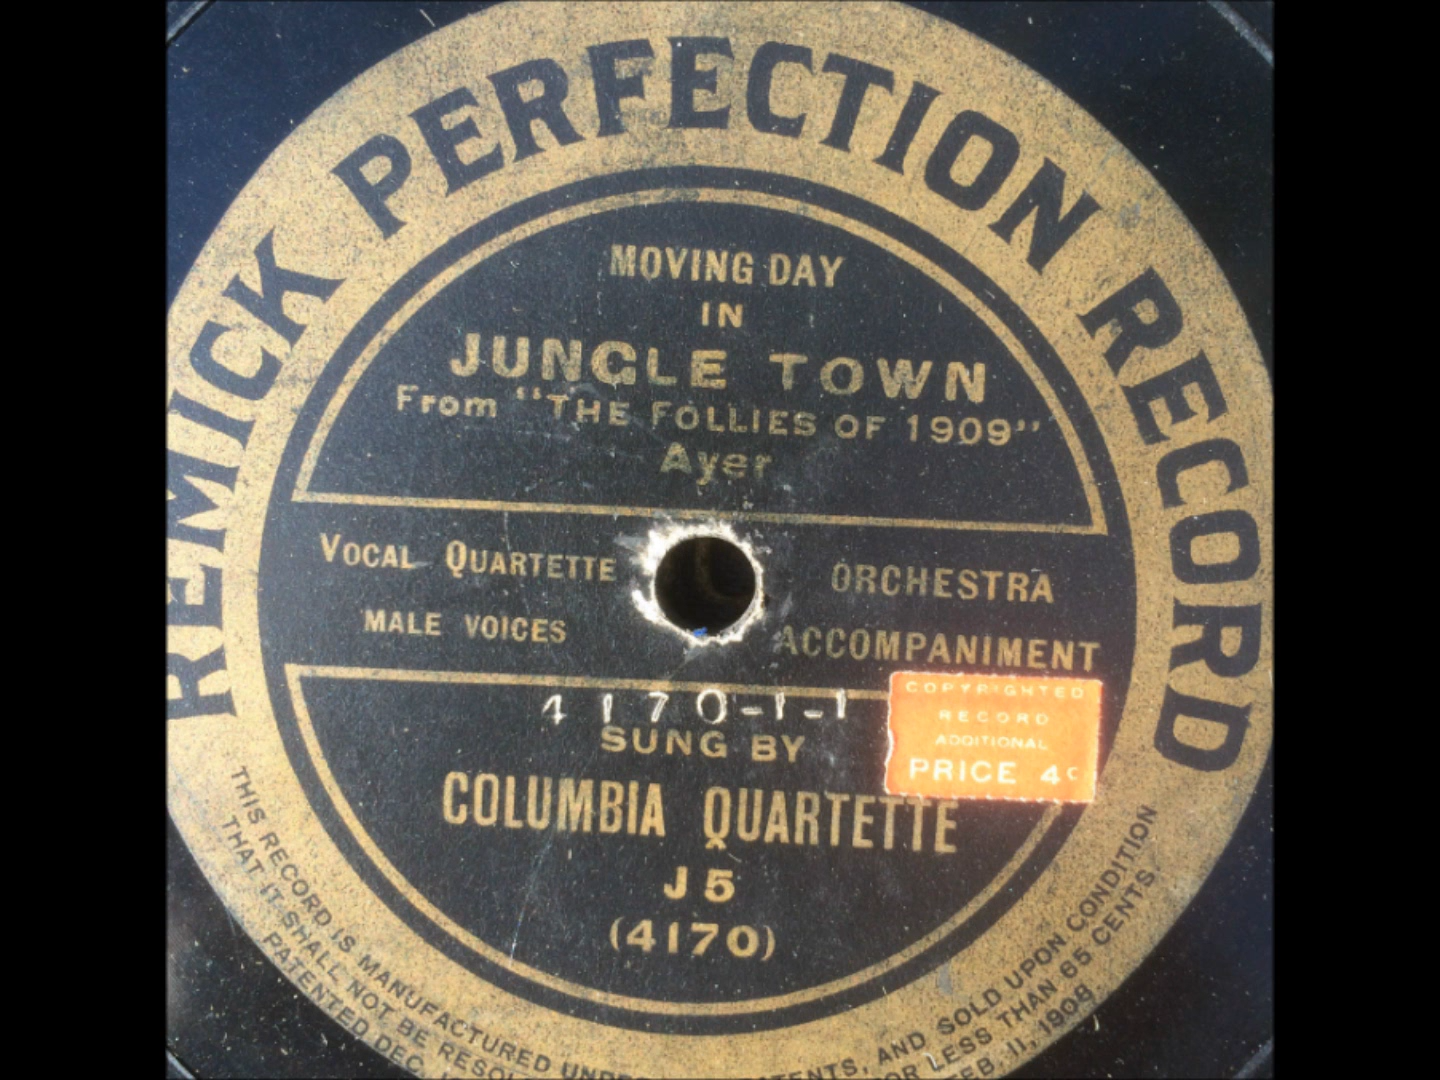 REMICK PERFECTION RECORD
MOVING DAY
IN
JUNGLE TOWN
From "THE FOLLIES OF 1909"
Ayer
VOCAL QUARTETTE
MALE VOICES
ORCHESTRA
ACCOMPANIMENT
4170-1-1
SUNG BY
COLUMBIA QUARTETTE
J 5
(4170)
COPYRIGHTED
RECORD
ADDITIONAL
PRICE 4c
THIS RECORD IS MANUFACTURED AND SOLD UPON CONDITION
THAT IT SHALL NOT BE FOR LESS THAN 65 CENTS.
PATENTED DEC. 11, 1908.